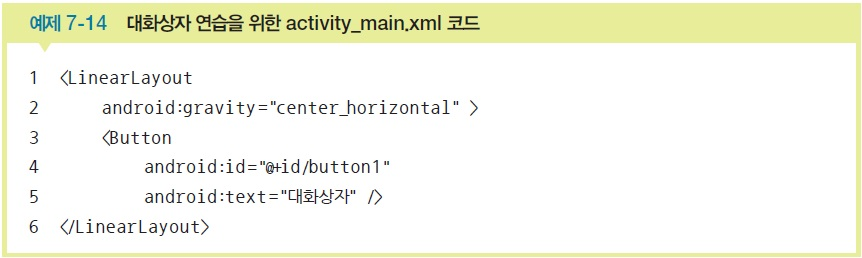 예제 7-14 대화상자 연습을 위한 activity_main.xml 코드
1 <LinearLayout
2 android:gravity="center_horizontal" >
3 <Button
4 android:id="@+id/button1"
5 android:text="대화상자" />
6 </LinearLayout>